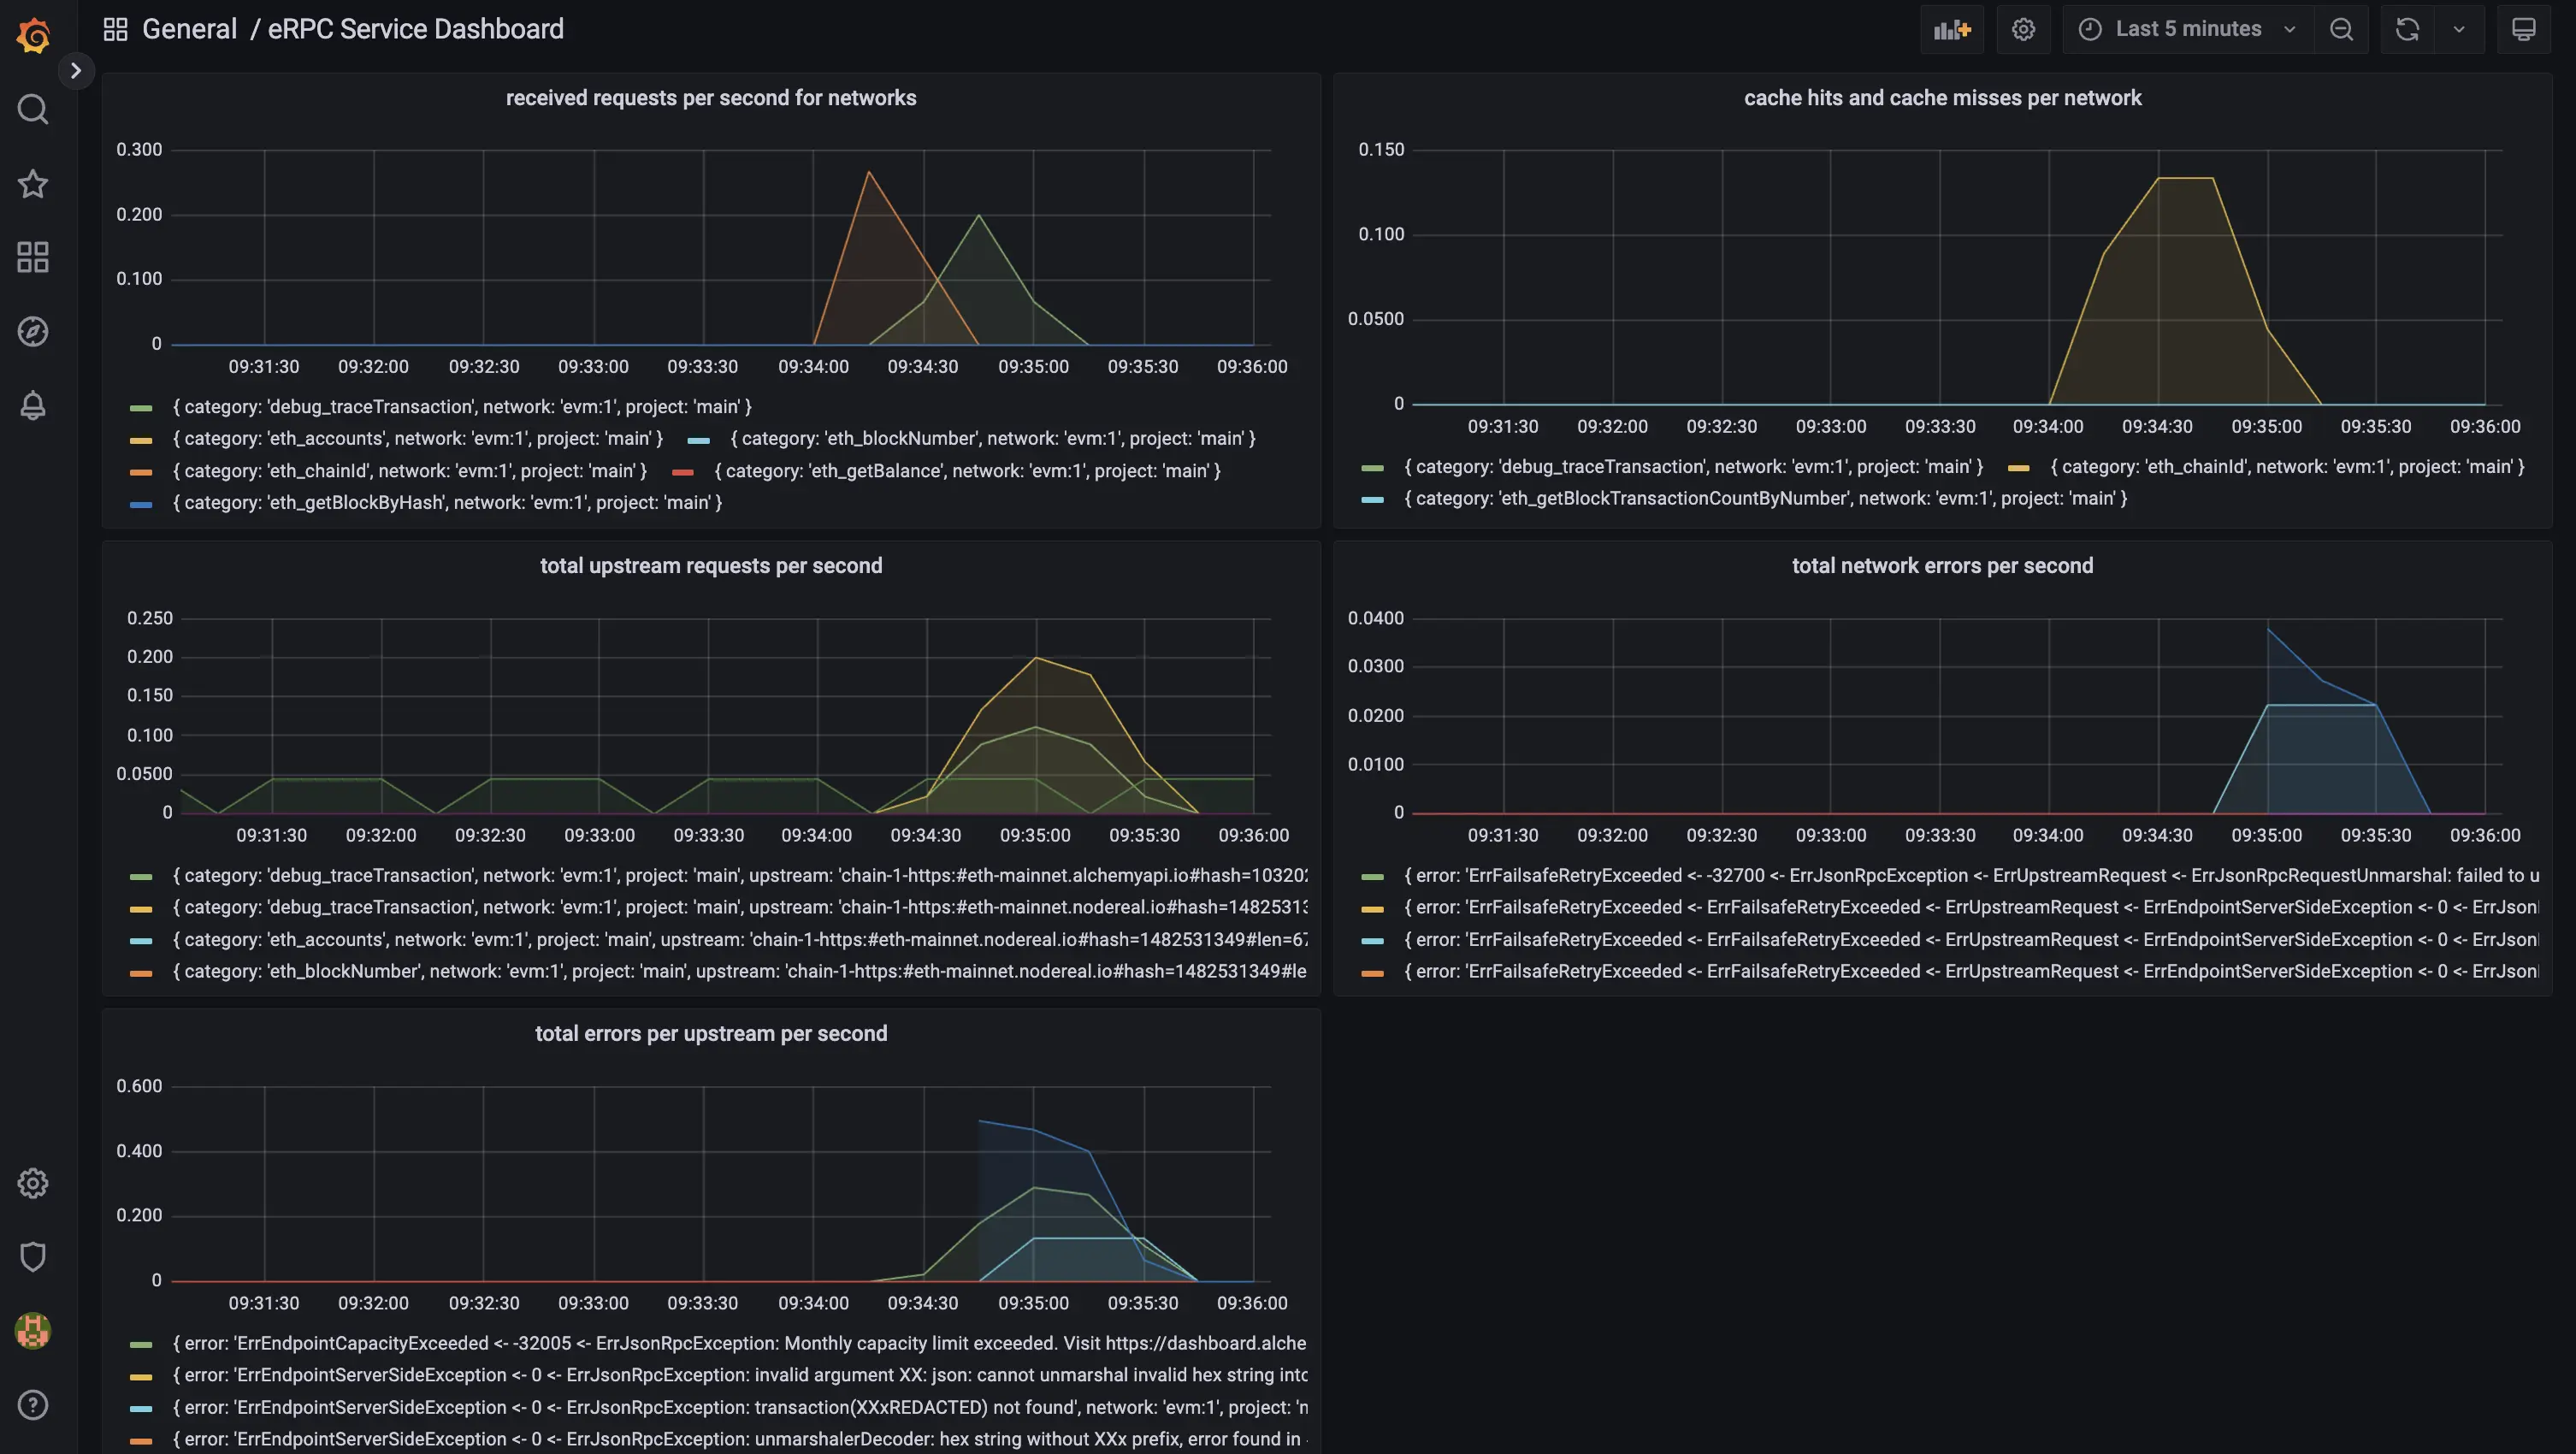 General / eRPC Service Dashboard
Last 5 minutes
received requests per second for networks
0.300
0.200
0.100
0
09:31:30 09:32:00 09:32:30 09:33:00 09:33:30 09:34:00 09:34:30 09:35:00 09:35:30 09:36:00
{ category: 'debug_traceTransaction', network: 'evm:1', project: 'main' }
{ category: 'eth_accounts', network: 'evm:1', project: 'main' } { category: 'eth_blockNumber', network: 'evm:1', project: 'main' }
{ category: 'eth_chainId', network: 'evm:1', project: 'main' } { category: 'eth_getBalance', network: 'evm:1', project: 'main' }
{ category: 'eth_getBlockByHash', network: 'evm:1', project: 'main' }
cache hits and cache misses per network
0.150
0.100
0.0500
0
09:31:30 09:32:00 09:32:30 09:33:00 09:33:30 09:34:00 09:34:30 09:35:00 09:35:30 09:36:00
{ category: 'debug_traceTransaction', network: 'evm:1', project: 'main' } { category: 'eth_chainId', network: 'evm:1', project: 'main' }
{ category: 'eth_getBlockTransactionCountByNumber', network: 'evm:1', project: 'main' }
total upstream requests per second
0.250
0.200
0.150
0.100
0.0500
0
09:31:30 09:32:00 09:32:30 09:33:00 09:33:30 09:34:00 09:34:30 09:35:00 09:35:30 09:36:00
{ category: 'debug_traceTransaction', network: 'evm:1', project: 'main', upstream: 'chain-1-https:#eth-mainnet.alchemyapi.io#hash=103202
{ category: 'debug_traceTransaction', network: 'evm:1', project: 'main', upstream: 'chain-1-https:#eth-mainnet.nodereal.io#hash=14825313
{ category: 'eth_accounts', network: 'evm:1', project: 'main', upstream: 'chain-1-https:#eth-mainnet.nodereal.io#hash=1482531349#len=67
{ category: 'eth_blockNumber', network: 'evm:1', project: 'main', upstream: 'chain-1-https:#eth-mainnet.nodereal.io#hash=1482531349#le
total network errors per second
0.0400
0.0300
0.0200
0.0100
0
09:31:30 09:32:00 09:32:30 09:33:00 09:33:30 09:34:00 09:34:30 09:35:00 09:35:30 09:36:00
{ error: 'ErrFailsafeRetryExceeded <- -32700 <- ErrJsonRpcException <- ErrUpstreamRequest <- ErrJsonRpcRequestUnmarshal: failed to u
{ error: 'ErrFailsafeRetryExceeded <- ErrFailsafeRetryExceeded <- ErrUpstreamRequest <- ErrEndpointServerSideException <- 0 <- ErrJson
{ error: 'ErrFailsafeRetryExceeded <- ErrFailsafeRetryExceeded <- ErrUpstreamRequest <- ErrEndpointServerSideException <- 0 <- ErrJson
{ error: 'ErrFailsafeRetryExceeded <- ErrFailsafeRetryExceeded <- ErrUpstreamRequest <- ErrEndpointServerSideException <- 0 <- ErrJson
total errors per upstream per second
0.600
0.400
0.200
0
09:31:30 09:32:00 09:32:30 09:33:00 09:33:30 09:34:00 09:34:30 09:35:00 09:35:30 09:36:00
{ error: 'ErrEndpointCapacityExceeded <- -32005 <- ErrJsonRpcException: Monthly capacity limit exceeded. Visit https://dashboard.alche
{ error: 'ErrEndpointServerSideException <- 0 <- ErrJsonRpcException: invalid argument XX: json: cannot unmarshal invalid hex string into
{ error: 'ErrEndpointServerSideException <- 0 <- ErrJsonRpcException: transaction(XXxREDACTED) not found', network: 'evm:1', project: 'm
{ error: 'ErrEndpointServerSideException <- 0 <- ErrJsonRpcException: unmarshalerDecoder: hex string without XXx prefix, error found in